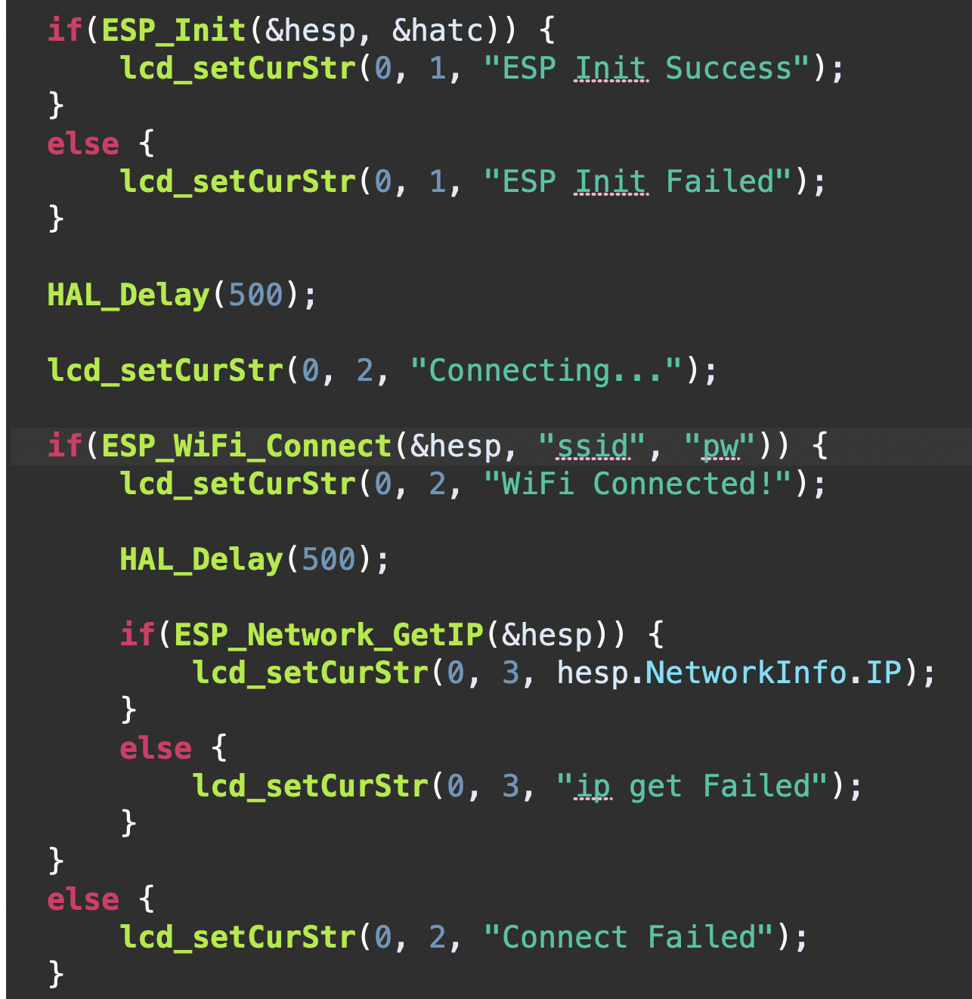 if(ESP_Init(&hesp, &hatc)) {
    lcd_setCurStr(0, 1, "ESP Init Success");
}
else {
    lcd_setCurStr(0, 1, "ESP Init Failed");
}

HAL_Delay(500);

lcd_setCurStr(0, 2, "Connecting...");

if(ESP_WiFi_Connect(&hesp, "ssid", "pw")) {
    lcd_setCurStr(0, 2, "WiFi Connected!");

    HAL_Delay(500);

    if(ESP_Network_GetIP(&hesp)) {
        lcd_setCurStr(0, 3, hesp.NetworkInfo.IP);
    }
    else {
        lcd_setCurStr(0, 3, "ip get Failed");
    }
}
else {
    lcd_setCurStr(0, 2, "Connect Failed");
}